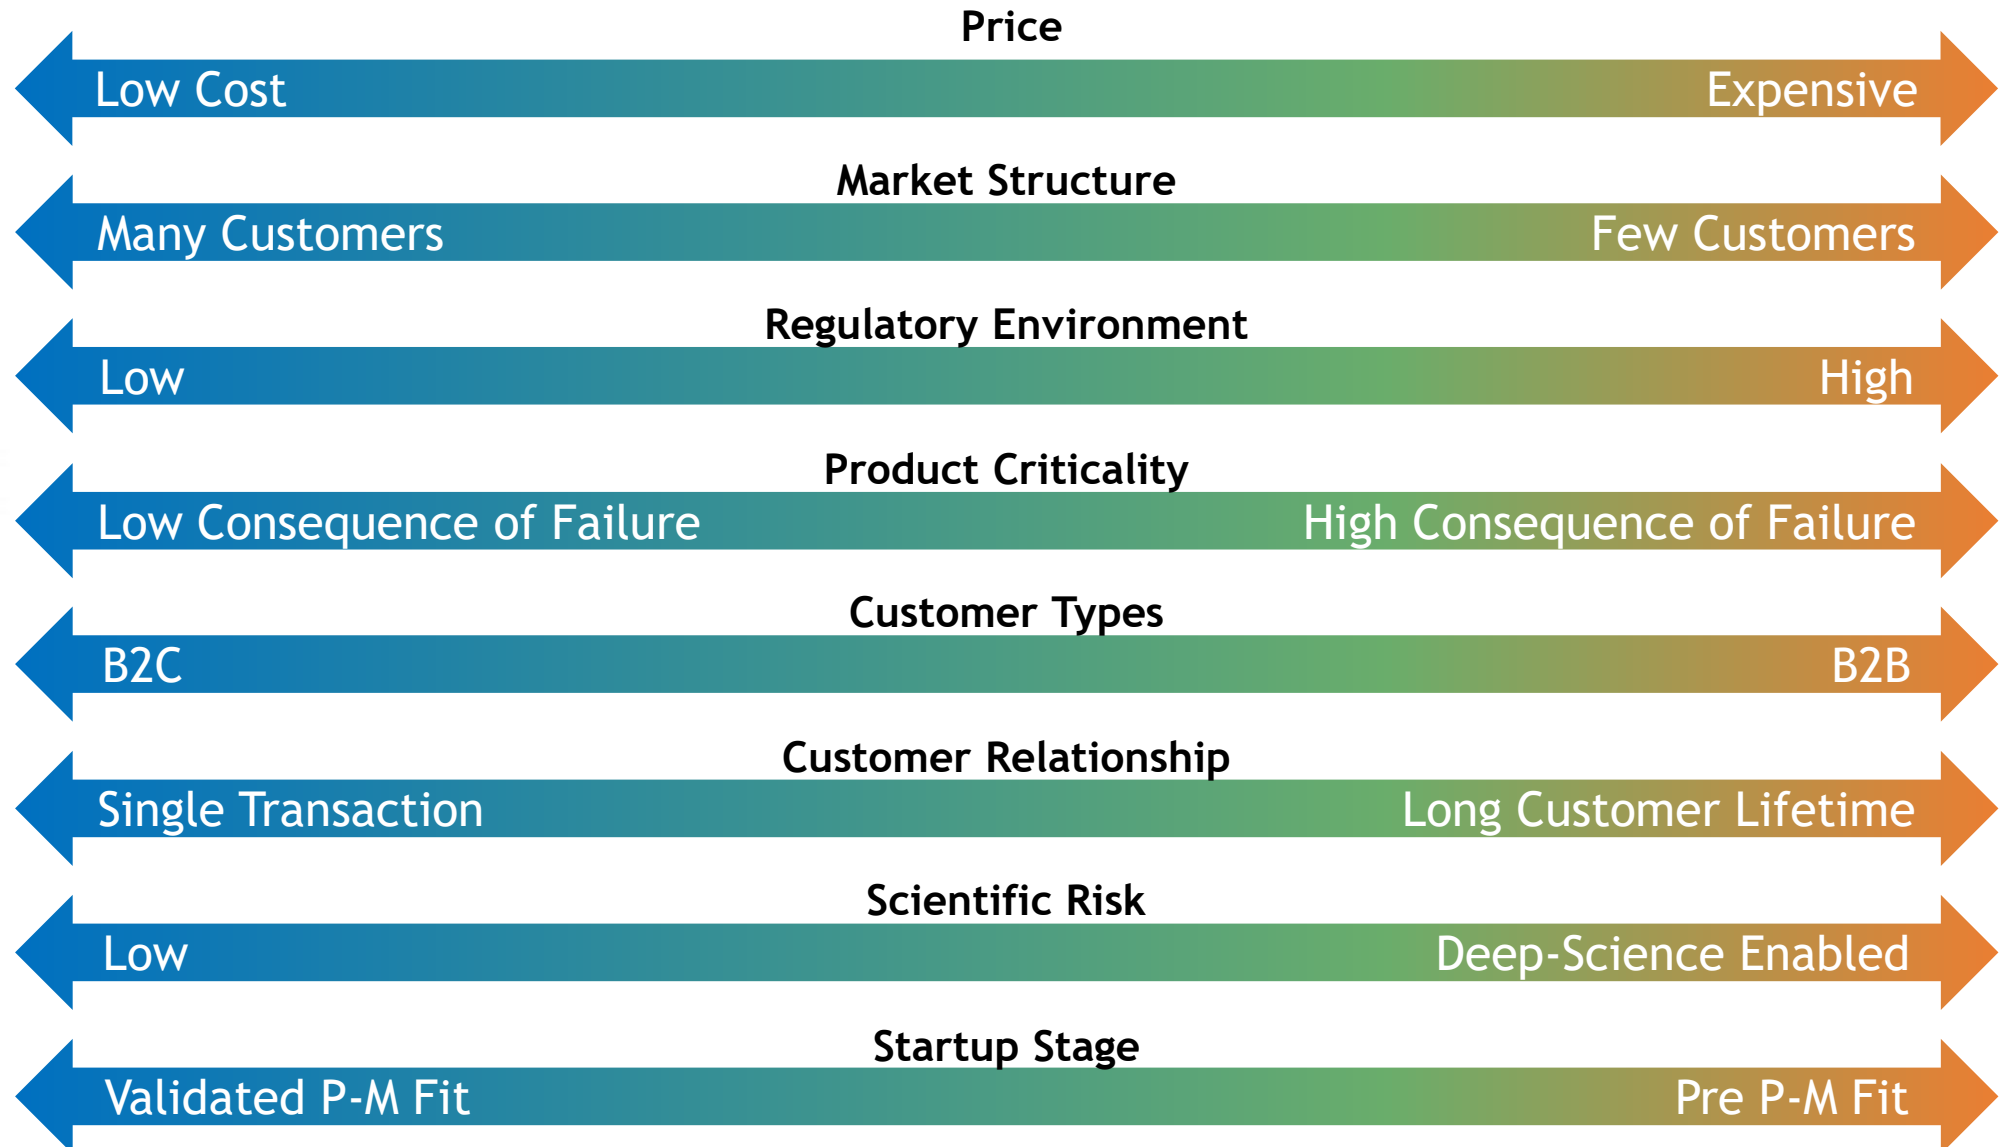 Price
Low Cost Expensive
Market Structure
Many Customers Few Customers
Regulatory Environment
Low High
Product Criticality
Low Consequence of Failure High Consequence of Failure
Customer Types
B2C B2B
Customer Relationship
Single Transaction Long Customer Lifetime
Scientific Risk
Low Deep-Science Enabled
Startup Stage
Validated P-M Fit Pre P-M Fit